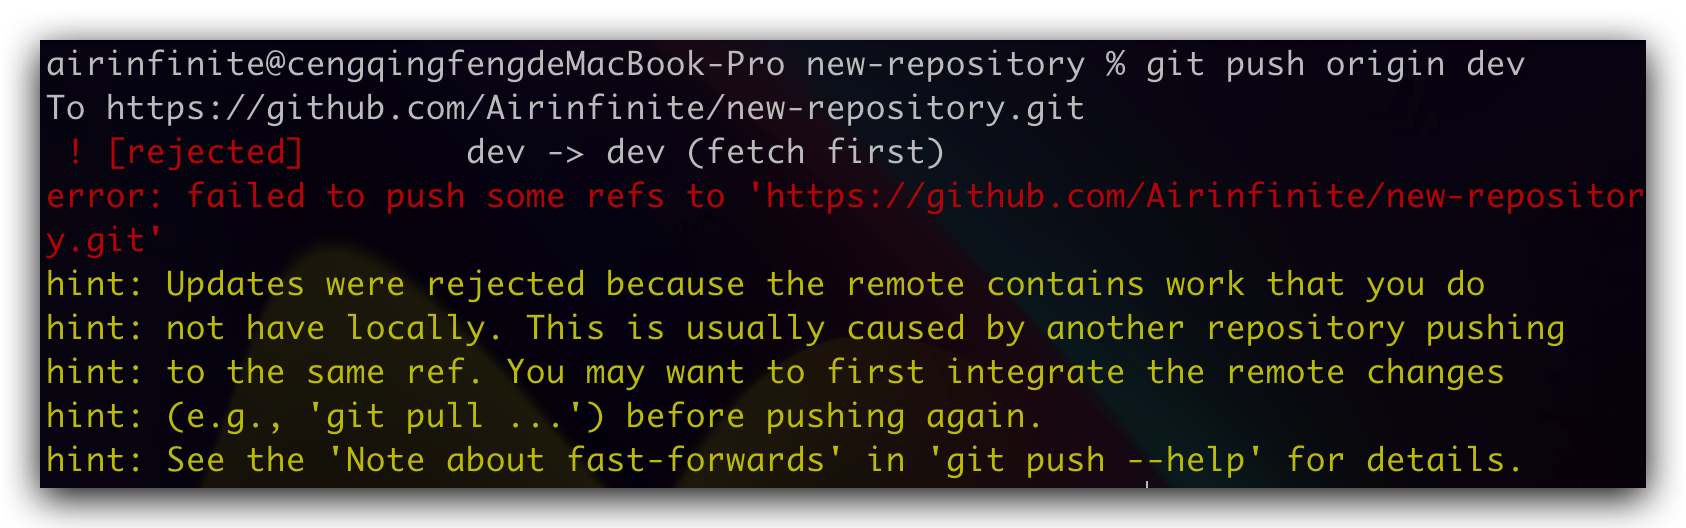 airinfinite@cengqingfengdeMacBook-Pro new-repository % git push origin dev
To https://github.com/Airinfinite/new-repository.git
 ! [rejected]        dev -> dev (fetch first)
error: failed to push some refs to 'https://github.com/Airinfinite/new-repositor
y.git'
hint: Updates were rejected because the remote contains work that you do
hint: not have locally. This is usually caused by another repository pushing
hint: to the same ref. You may want to first integrate the remote changes
hint: (e.g., 'git pull ...') before pushing again.
hint: See the 'Note about fast-forwards' in 'git push --help' for details.